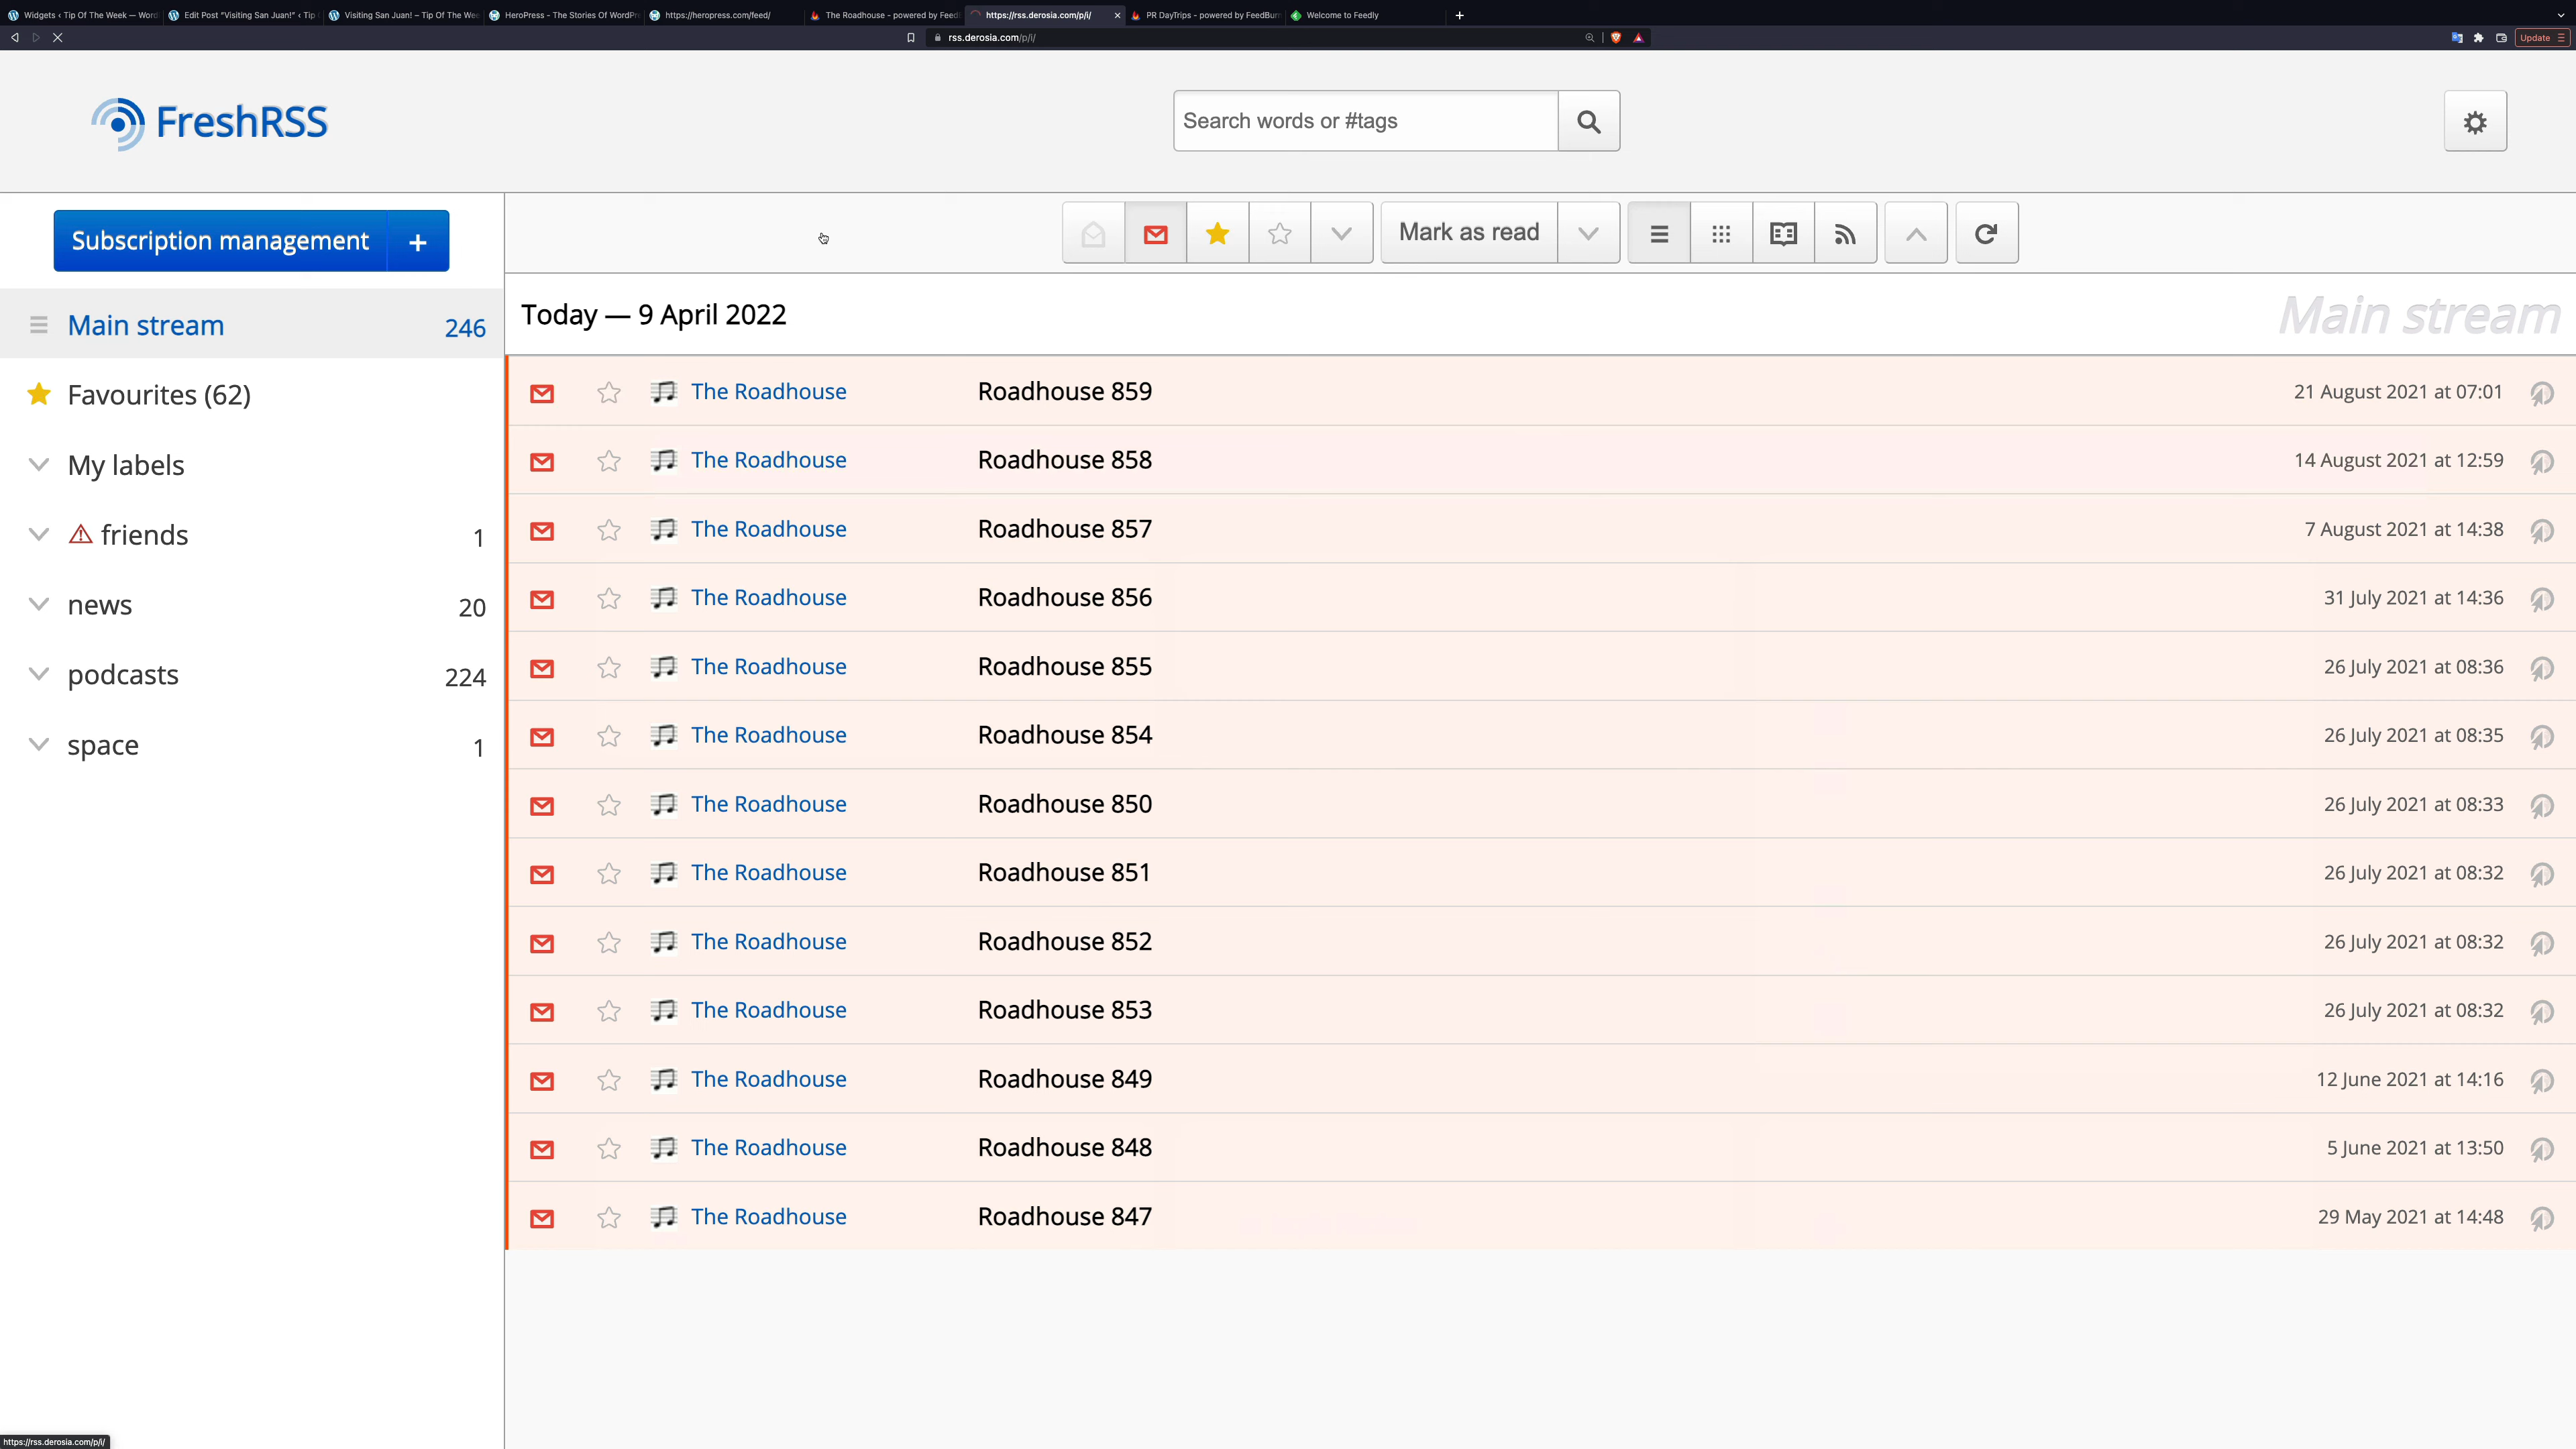 Widgets ‹ Tip Of The Week — Word
Edit Post “Visiting San Juan!” ‹ Tip
Visiting San Juan! – Tip Of The Wee
HeroPress - The Stories Of WordPr
https://heropress.com/feed/
The Roadhouse - powered by Feed
https://rss.derosia.com/p/i/
PR DayTrips - powered by FeedBurn
Welcome to Feedly
rss.derosia.com/p/i/
Update
FreshRSS
Search words or #tags
Subscription management +
Mark as read
Main stream 246
Favourites (62)
My labels
friends 1
news 20
podcasts 224
space 1
Today — 9 April 2022
Main stream
The Roadhouse Roadhouse 859 21 August 2021 at 07:01
The Roadhouse Roadhouse 858 14 August 2021 at 12:59
The Roadhouse Roadhouse 857 7 August 2021 at 14:38
The Roadhouse Roadhouse 856 31 July 2021 at 14:36
The Roadhouse Roadhouse 855 26 July 2021 at 08:36
The Roadhouse Roadhouse 854 26 July 2021 at 08:35
The Roadhouse Roadhouse 850 26 July 2021 at 08:33
The Roadhouse Roadhouse 851 26 July 2021 at 08:32
The Roadhouse Roadhouse 852 26 July 2021 at 08:32
The Roadhouse Roadhouse 853 26 July 2021 at 08:32
The Roadhouse Roadhouse 849 12 June 2021 at 14:16
The Roadhouse Roadhouse 848 5 June 2021 at 13:50
The Roadhouse Roadhouse 847 29 May 2021 at 14:48
https://rss.derosia.com/p/i/